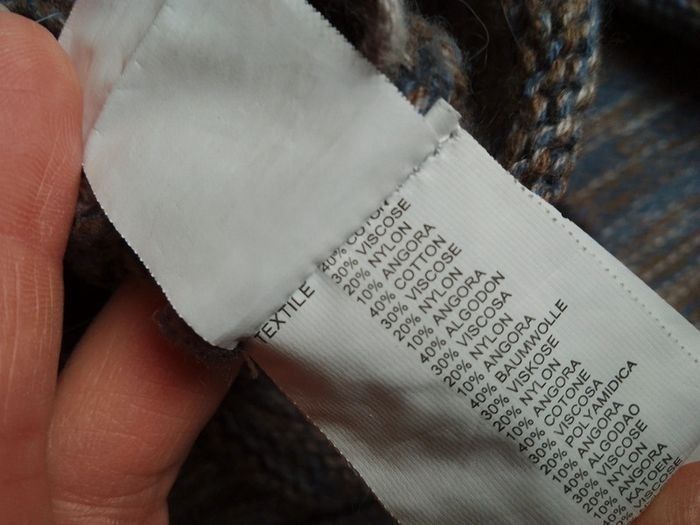 TEXTILE
40% COTON
30% VISCOSE
20% NYLON
10% ANGORA
40% COTTON
30% VISCOSE
20% NYLON
10% ANGORA
40% ALGODON
30% VISCOSA
20% NYLON
10% ANGORA
40% BAUMWOLLE
30% VISKOSE
20% NYLON
10% ANGORA
40% COTONE
30% VISCOSA
20% POLYAMIDICA
10% ANGORA
40% ALGODAO
30% VISCOSE
20% NYLON
10% ANGORA
KATOEN
VISCOSE